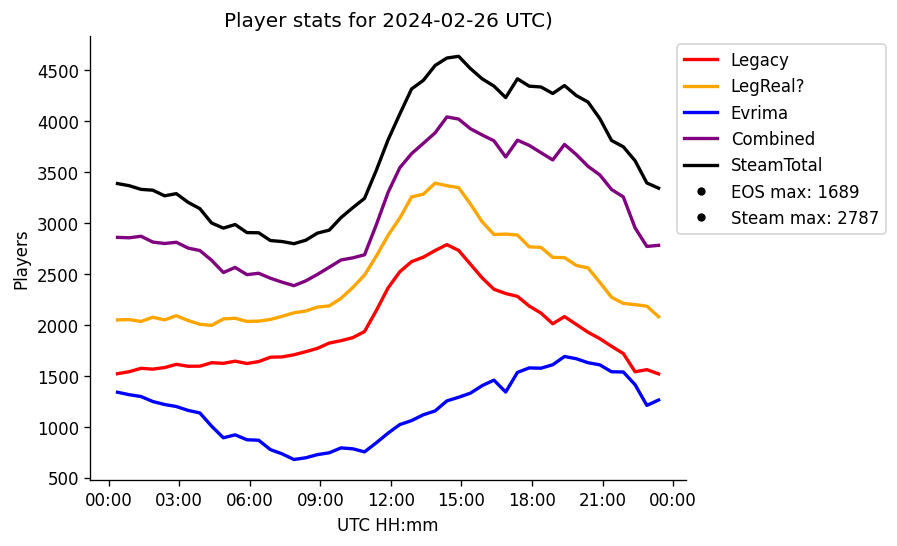 Player stats for 2024-02-26 UTC)
Legacy
LegReal?
Evrima
Combined
SteamTotal
EOS max: 1689
Steam max: 2787
Players
4500
4000
3500
3000
2500
2000
1500
1000
500
00:00 03:00 06:00 09:00 12:00 15:00 18:00 21:00 00:00
UTC HH:mm